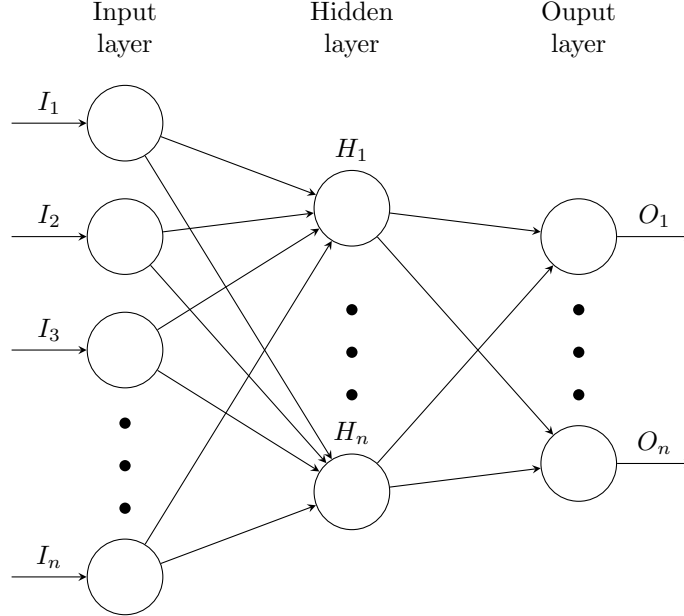 Input
layer
Hidden
layer
Ouput
layer
I₁
I₂
I₃
Iₙ
H₁
Hₙ
O₁
Oₙ